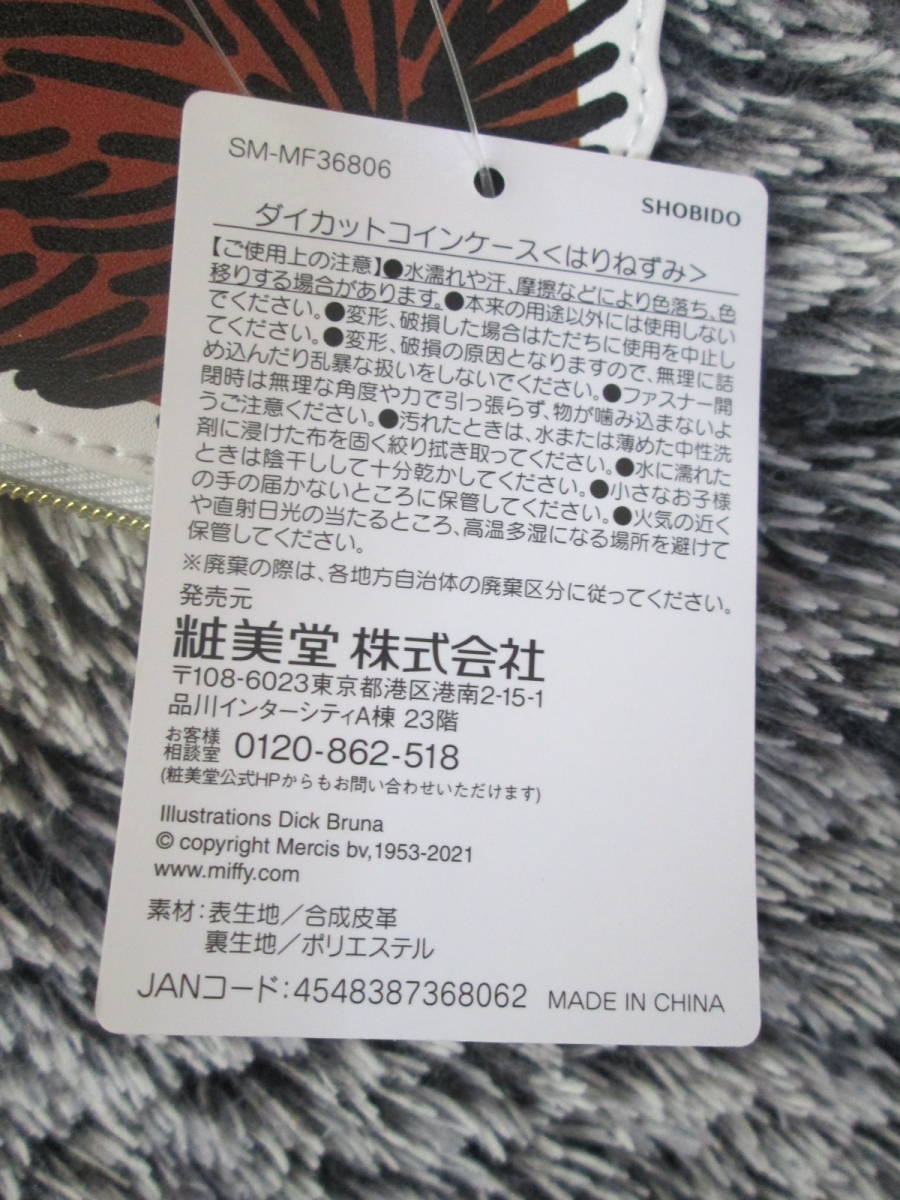 SM-MF36806
SHOBIDO
ダイカットコインケース<はりねずみ>
【ご使用上の注意】●水濡れや汗、摩擦などにより色落ち、色
移りする場合があります。●本来の用途以外には使用しない
でください。●変形、破損した場合はただちに使用を中止し
てください。●変形、破損の原因となりますので、無理に詰
め込んだり乱暴な扱いをしないでください。●ファスナー開
閉時は無理な角度や力で引っ張らず、物が噛み込まないよ
うご注意ください。●汚れたときは、水または薄めた中性洗
剤に浸けた布を固く絞り拭き取ってください。●水に濡れた
ときは陰干しして十分乾かしてください。●小さなお子様
の手の届かないところに保管してください。●火気の近く
や直射日光の当たるところ、高温多湿になる場所を避けて
保管してください。
※廃棄の際は、各地方自治体の廃棄区分に従ってください。
発売元
粧美堂 株式会社
〒108-6023東京都港区港南2-15-1
品川インターシティA棟 23階
お客様
相談室 0120-862-518
(粧美堂公式HPからもお問い合わせいただけます)
Illustrations Dick Bruna
© copyright Mercis bv,1953-2021
www.miffy.com
素材:表生地/合成皮革
裏生地/ポリエステル
JANコード:4548387368062 MADE IN CHINA